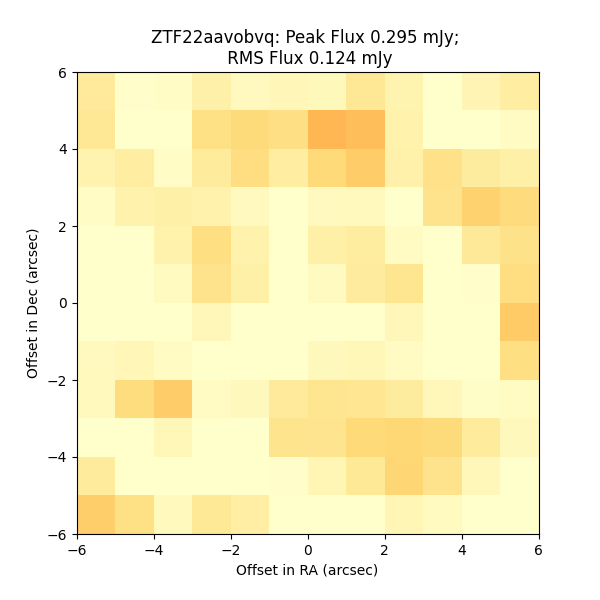 ZTF22aavobvq: Peak Flux 0.295 mJy;
RMS Flux 0.124 mJy
6
4
2
0
−2
−4
−6
Offset in Dec (arcsec)
−6 −4 −2 0 2 4 6
Offset in RA (arcsec)